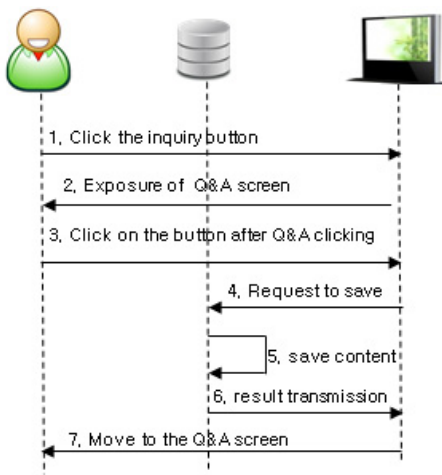 1, Click the inquiry button
2, Exposure of Q&A screen
3, Click on the button after Q&A clicking
4, Request to save
5, save content
6, result transmission
7, Move to the Q&A screen